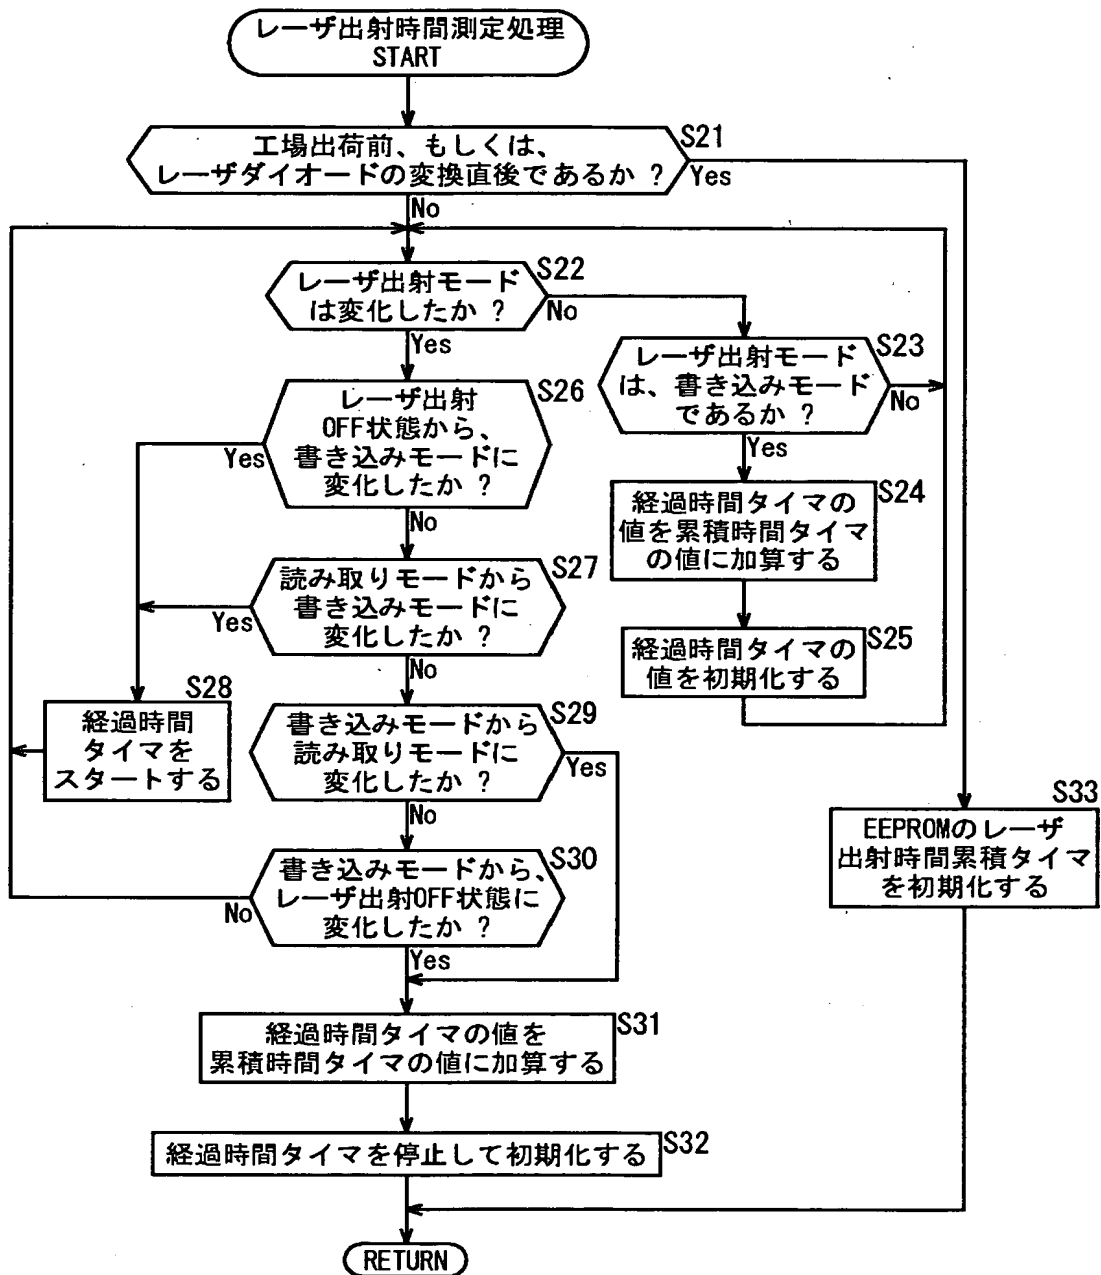 レーザ出射時間測定処理
START
工場出荷前、もしくは、
レーザダイオードの変換直後であるか ?
S21
Yes
No
レーザ出射モード
は変化したか ?
S22
No
Yes
レーザ出射モード
は、書き込みモード
であるか ?
S23
No
Yes
経過時間タイマの
値を累積時間タイマ
の値に加算する
S24
経過時間タイマの
値を初期化する
S25
レーザ出射
OFF状態から、
書き込みモードに
変化したか ?
S26
Yes
No
読み取りモードから
書き込みモードに
変化したか ?
S27
Yes
No
S28
経過時間
タイマを
スタートする
書き込みモードから
読み取りモードに
変化したか ?
S29
Yes
No
書き込みモードから、
レーザ出射OFF状態に
変化したか ?
S30
No
Yes
経過時間タイマの値を
累積時間タイマの値に加算する
S31
経過時間タイマを停止して初期化する
S32
S33
EEPROMのレーザ
出射時間累積タイマ
を初期化する
RETURN